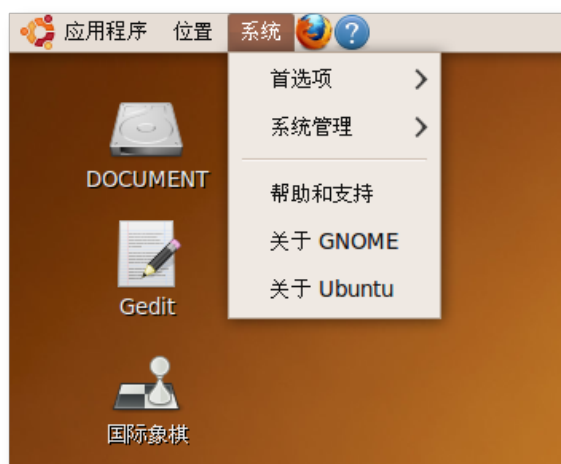 应用程序 位置 系统
首选项
系统管理
帮助和支持
关于 GNOME
关于 Ubuntu
DOCUMENT
Gedit
国际象棋